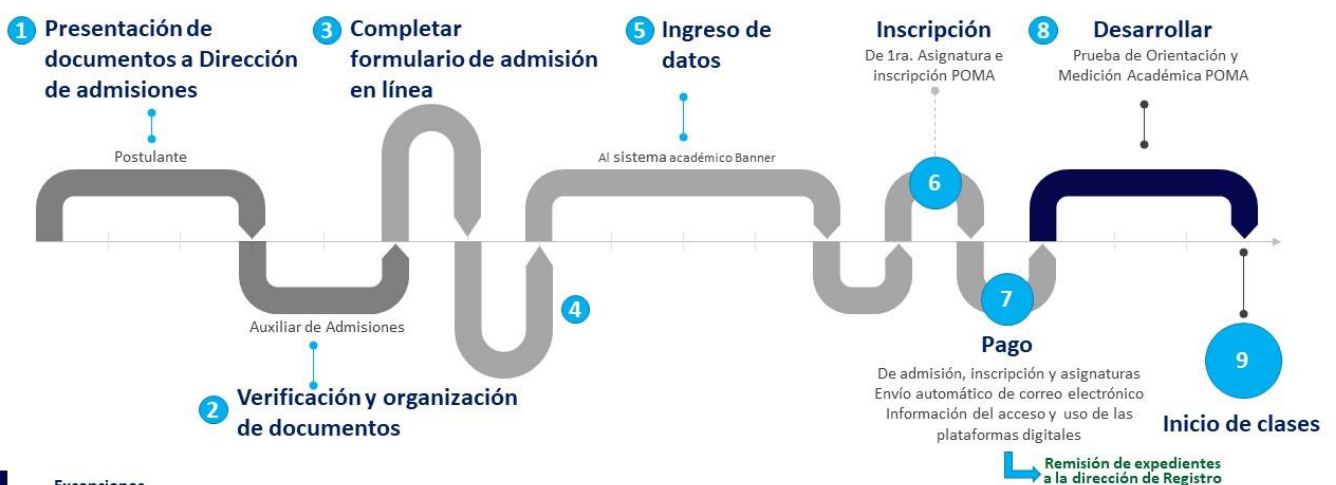 1
Presentación de
documentos a Dirección
de admisiones
Postulante
Auxiliar de Admisiones
2
Verificación y organización
de documentos
3
Completar
formulario de admisión
en línea
4
5
Ingreso de
datos
Al sistema académico Banner
Inscripción
De 1ra. Asignatura e
inscripción POMA
6
7
Pago
De admisión, inscripción y asignaturas
Envío automático de correo electrónico
Información del acceso y uso de las
plataformas digitales
Remisión de expedientes
a la dirección de Registro
8
Desarrollar
Prueba de Orientación y
Medición Académica POMA
9
Inicio de clases